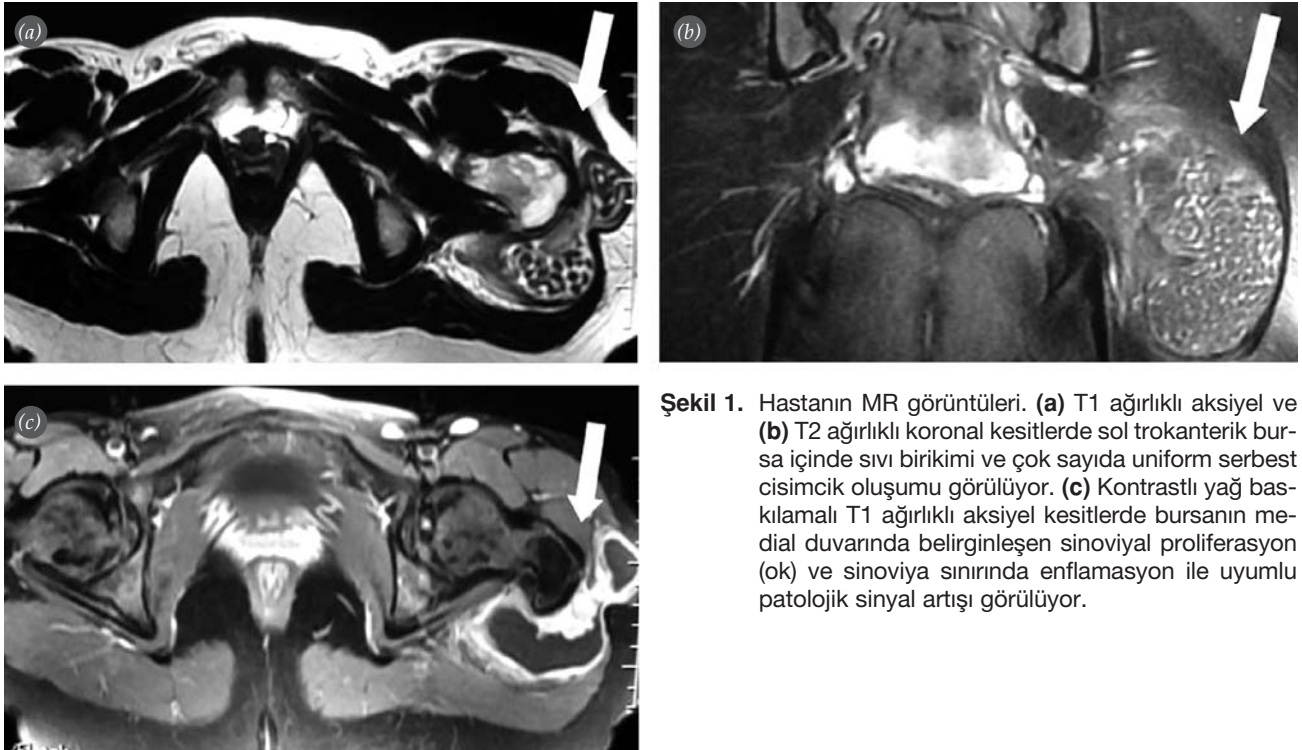 (a)
(b)
(c)
Şekil 1. Hastanın MR görüntüleri. (a) T1 ağırlıklı aksiyel ve
(b) T2 ağırlıklı koronal kesitlerde sol trokanterik bur-
sa içinde sıvı birikimi ve çok sayıda uniform serbest
cisimcik oluşumu görülüyor. (c) Kontrastlı yağ bas-
kılamalı T1 ağırlıklı aksiyel kesitlerde bursanın me-
dial duvarında belirginleşen sinoviyal proliferasyon
(ok) ve sinoviya sınırında enflamasyon ile uyumlu
patolojik sinyal artışı görülüyor.